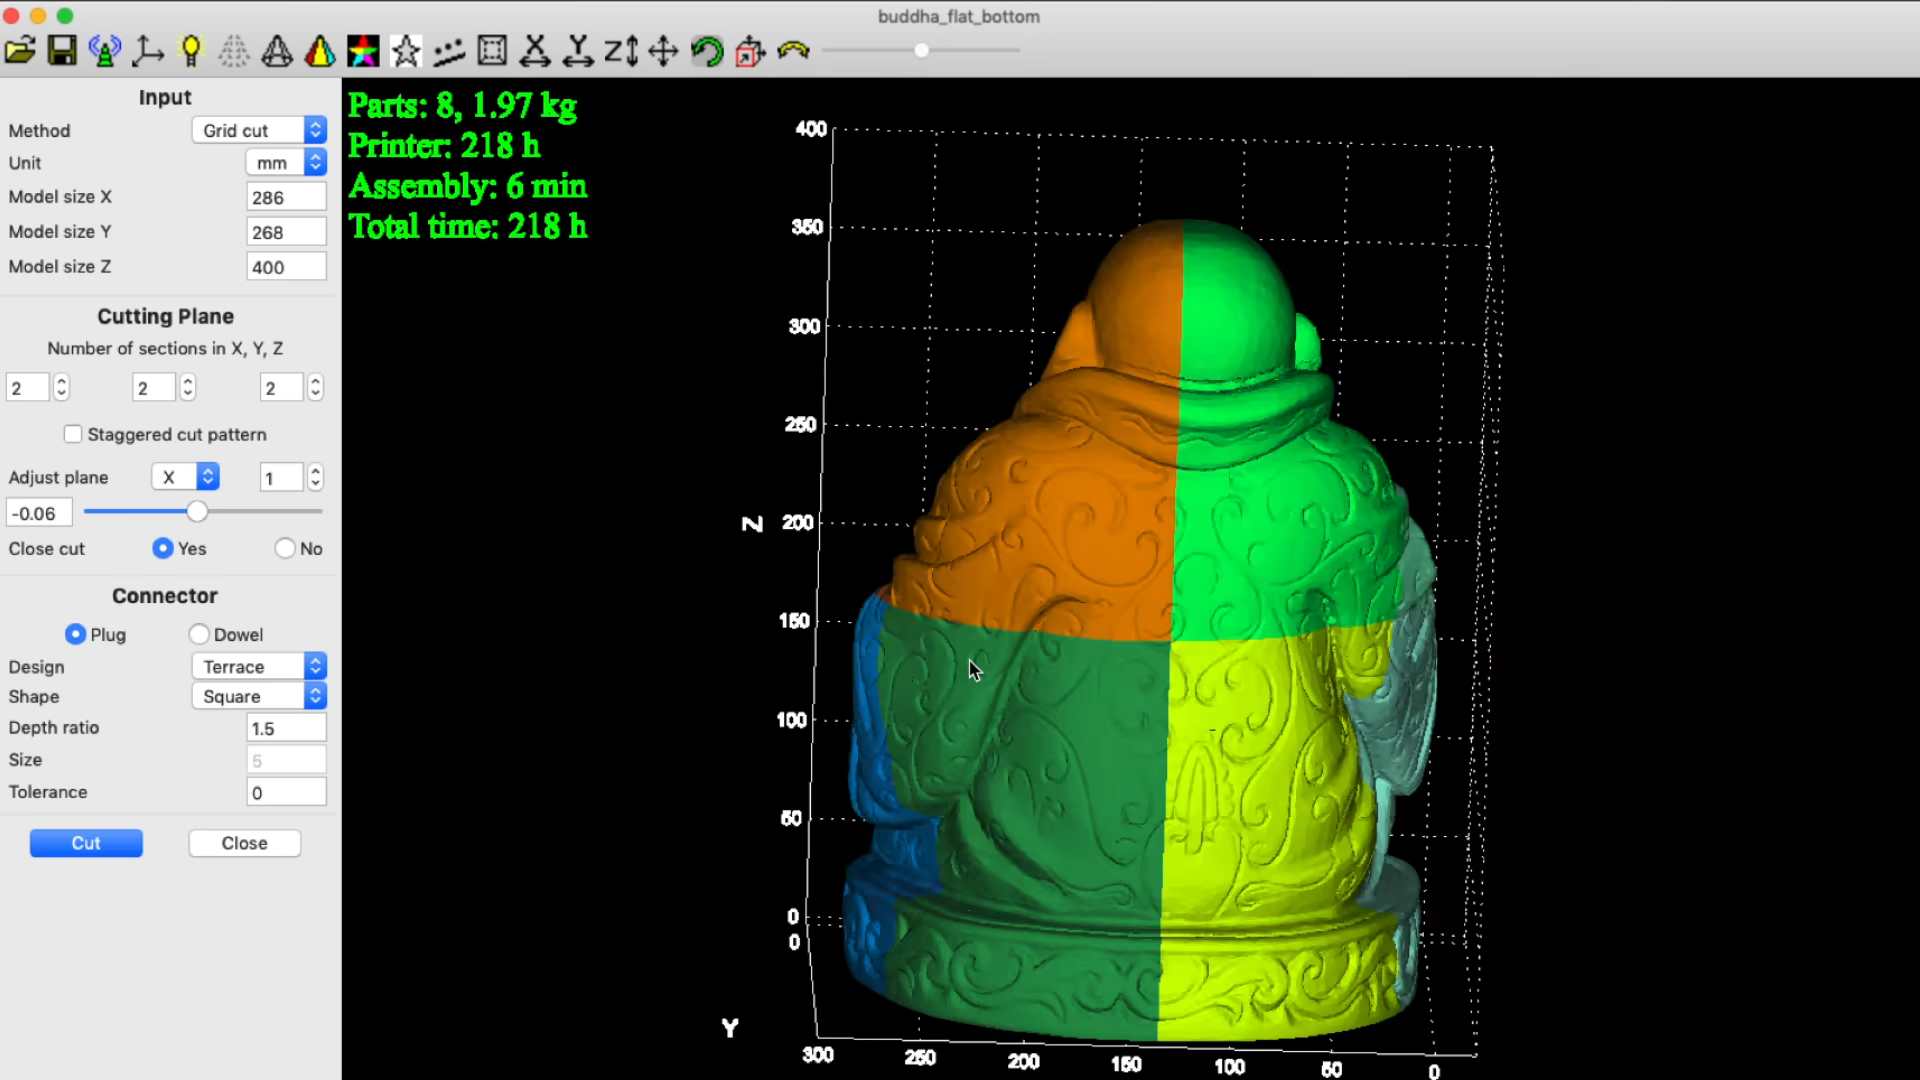 buddha_flat_bottom
X Y Z
Input
Method Grid cut
Unit mm
Model size X 286
Model size Y 268
Model size Z 400
Cutting Plane
Number of sections in X, Y, Z
2 2 2
Staggered cut pattern
Adjust plane X 1
-0.06
Close cut Yes No
Connector
Plug Dowel
Design Terrace
Shape Square
Depth ratio 1.5
Size 5
Tolerance 0
Cut Close
Parts: 8, 1.97 kg
Printer: 218 h
Assembly: 6 min
Total time: 218 h
400
350
300
250
Z 200
150
100
50
0
0
Y
300 250 200 150 100 50 0